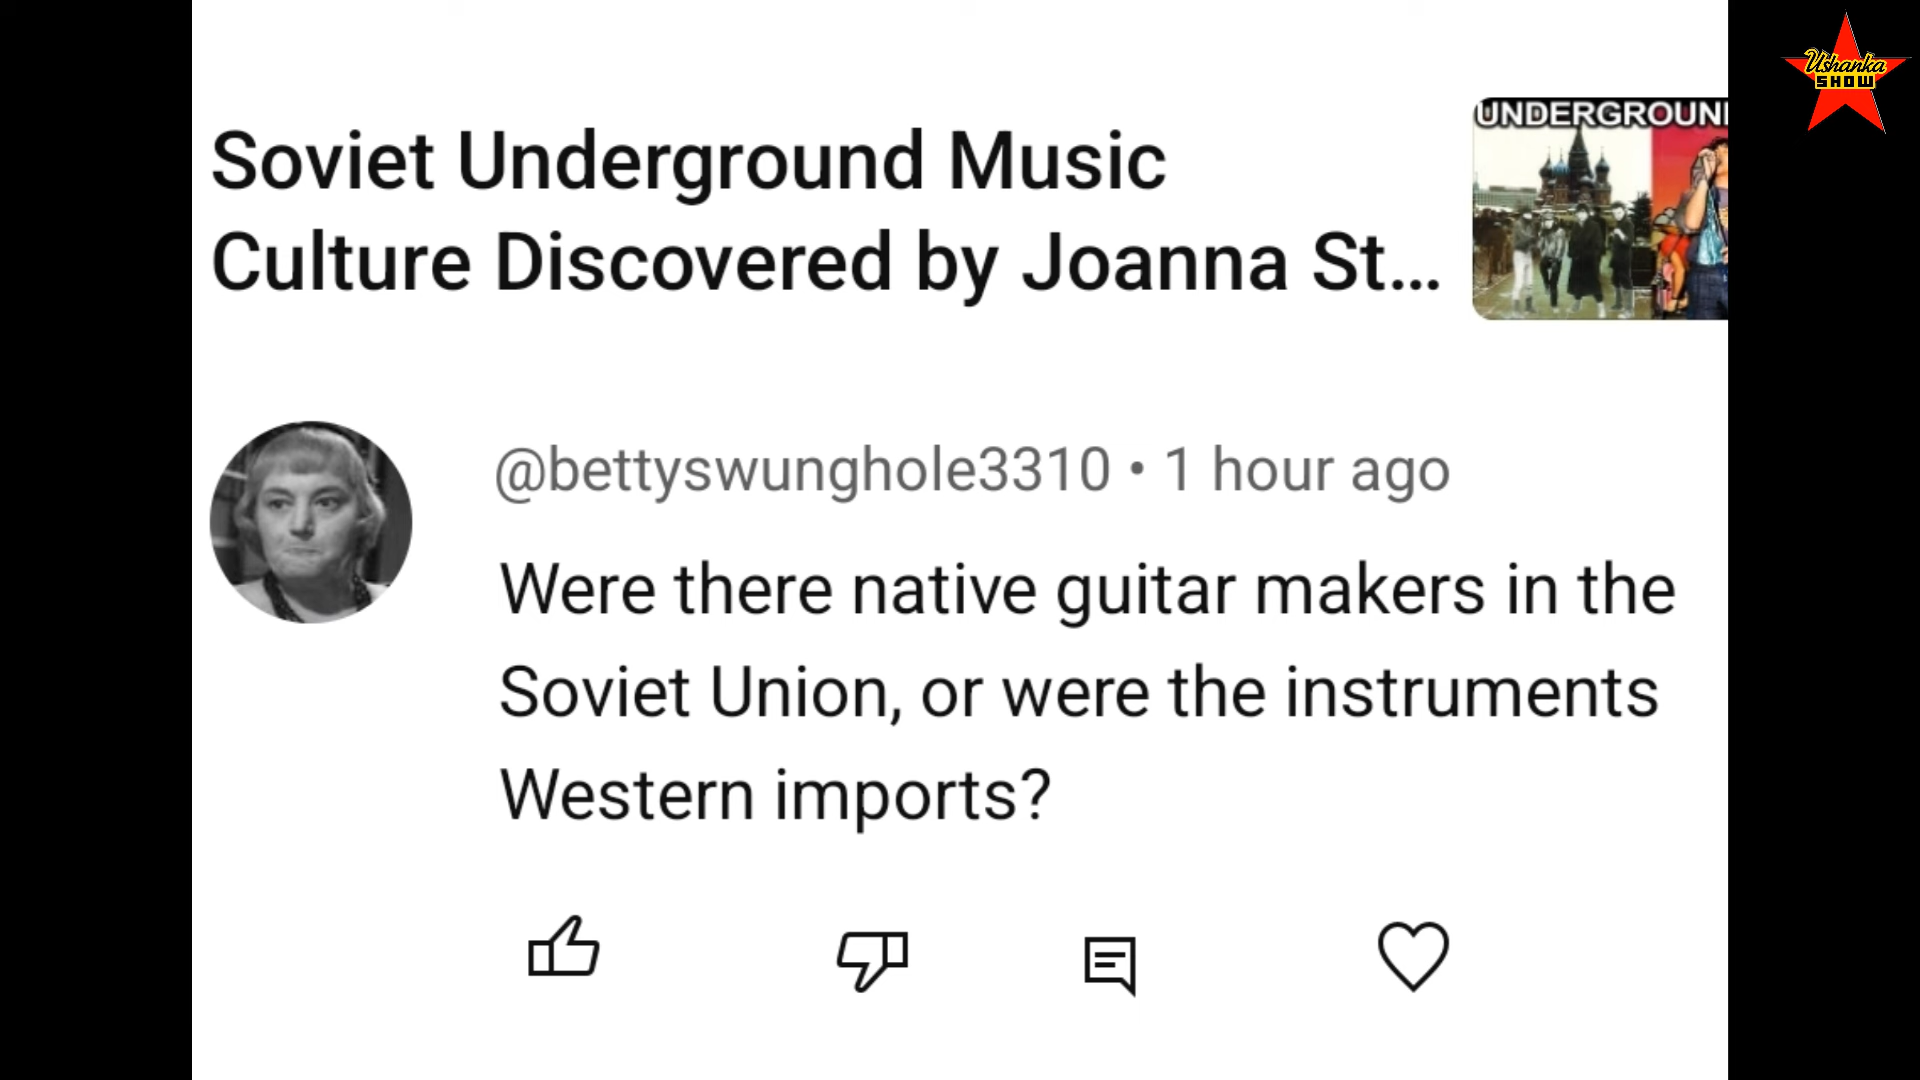 Ushanka
SHOW
UNDERGROUN
Soviet Underground Music
Culture Discovered by Joanna St...
@bettyswunghole3310 • 1 hour ago
Were there native guitar makers in the
Soviet Union, or were the instruments
Western imports?